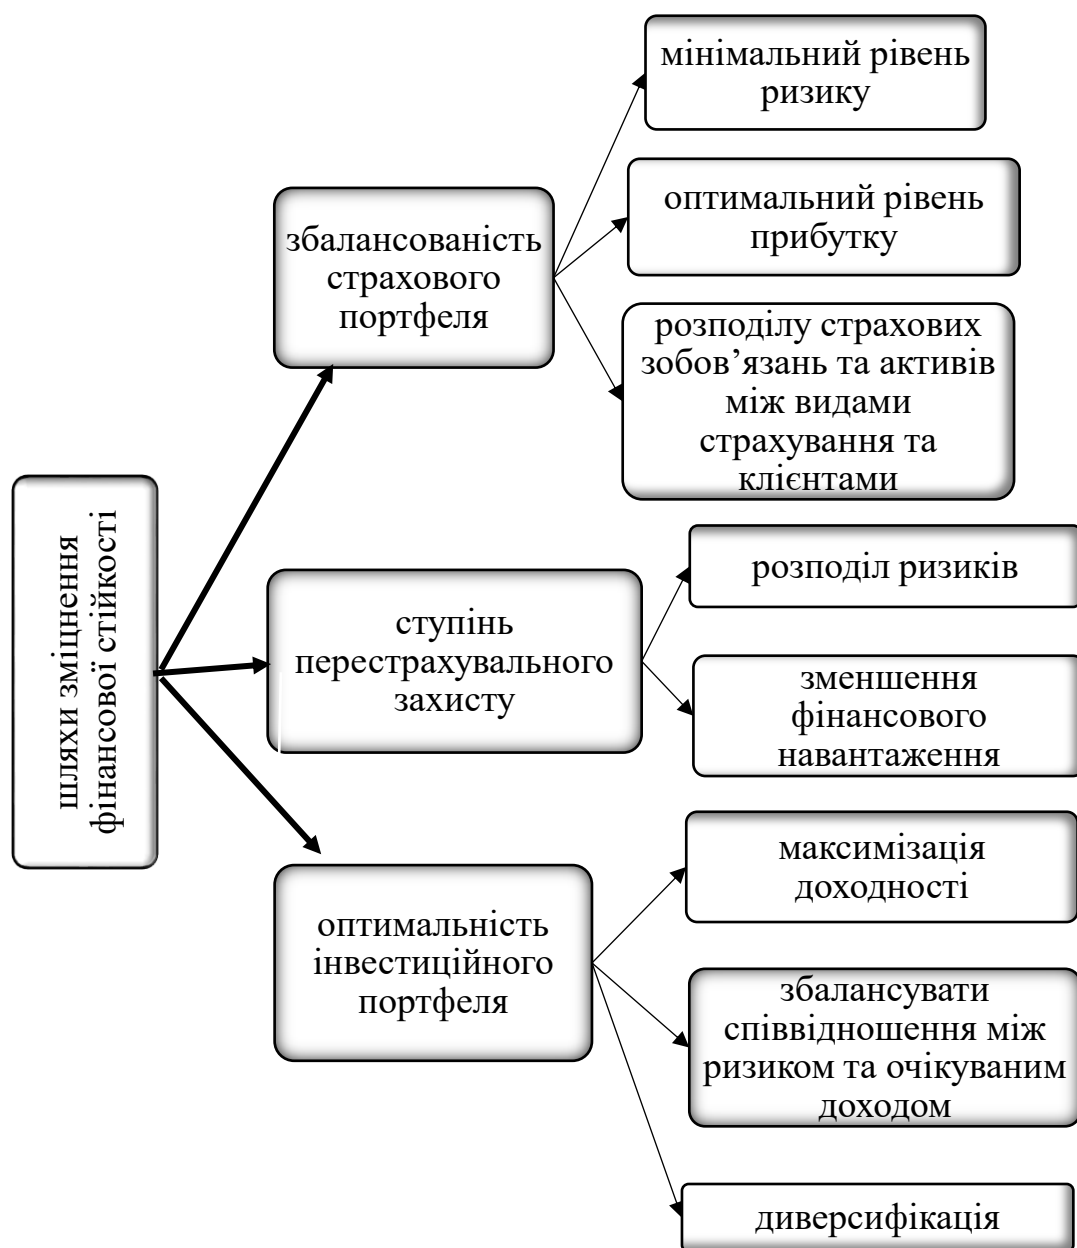 шляхи зміцнення
фінансової стійкості
збалансованість
страхового
портфеля
мінімальний рівень
ризику
оптимальний рівень
прибутку
розподілу страхових
зобов’язань та активів
між видами
страхування та
клієнтами
ступінь
перестрахувального
захисту
розподіл ризиків
зменшення
фінансового
навантаження
оптимальність
інвестиційного
портфеля
максимізація
доходності
збалансувати
співвідношення між
ризиком та очікуваним
доходом
диверсифікація